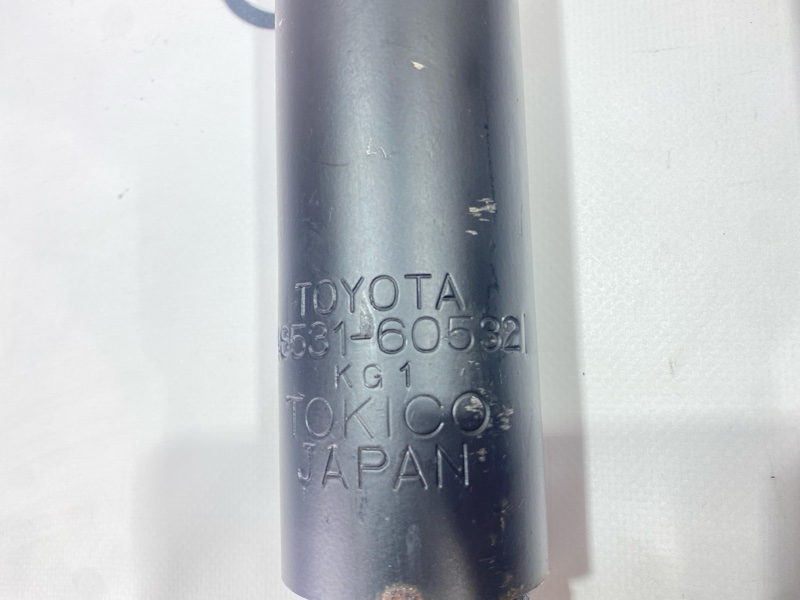 TOYOTA
48531-60532
KG1
TOKICO
JAPAN